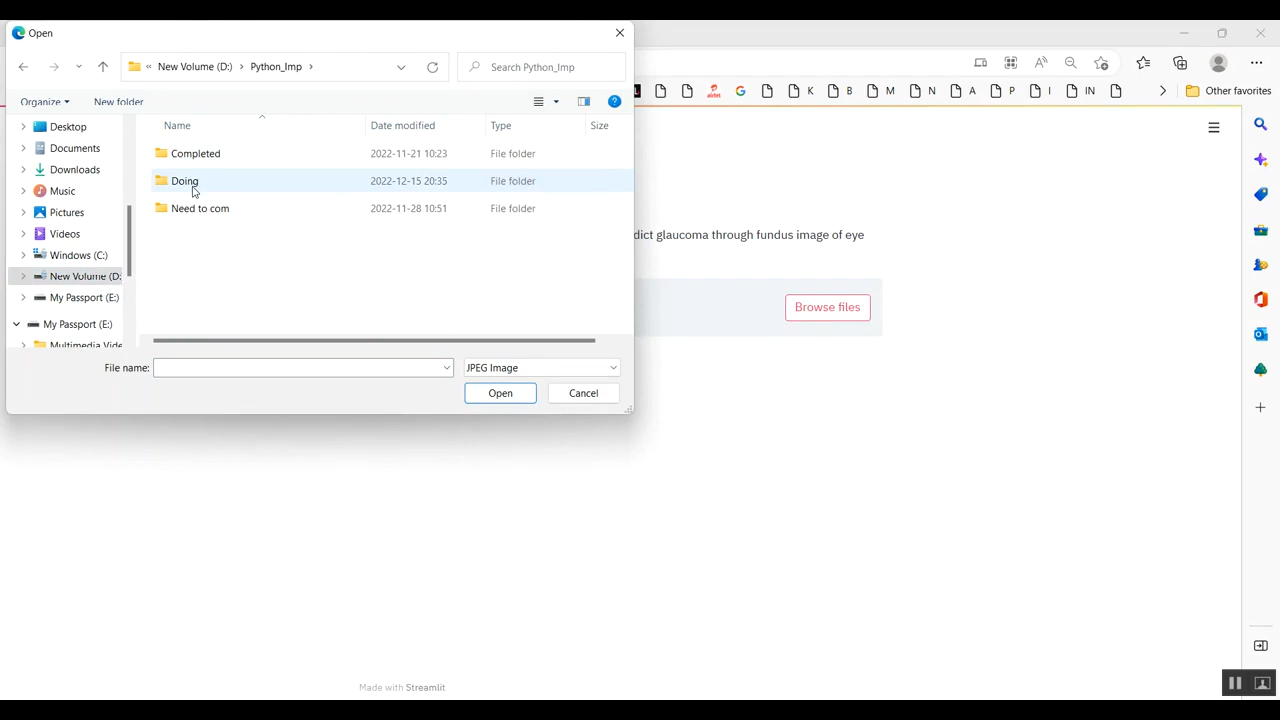 Open
« New Volume (D:) › Python_Imp ›
Search Python_Imp
Organize
New folder
K
B
M
N
A
P
I
IN
Other favorites
Name
Date modified
Type
Size
Desktop
Documents
Downloads
Music
Pictures
Videos
Windows (C:)
New Volume (D:
My Passport (E:)
My Passport (E:)
Multimedia Vide
Completed 2022-11-21 10:23 File folder
Doing 2022-12-15 20:35 File folder
Need to com 2022-11-28 10:51 File folder
File name:
JPEG Image
Open
Cancel
dict glaucoma through fundus image of eye
Browse files
Made with Streamlit